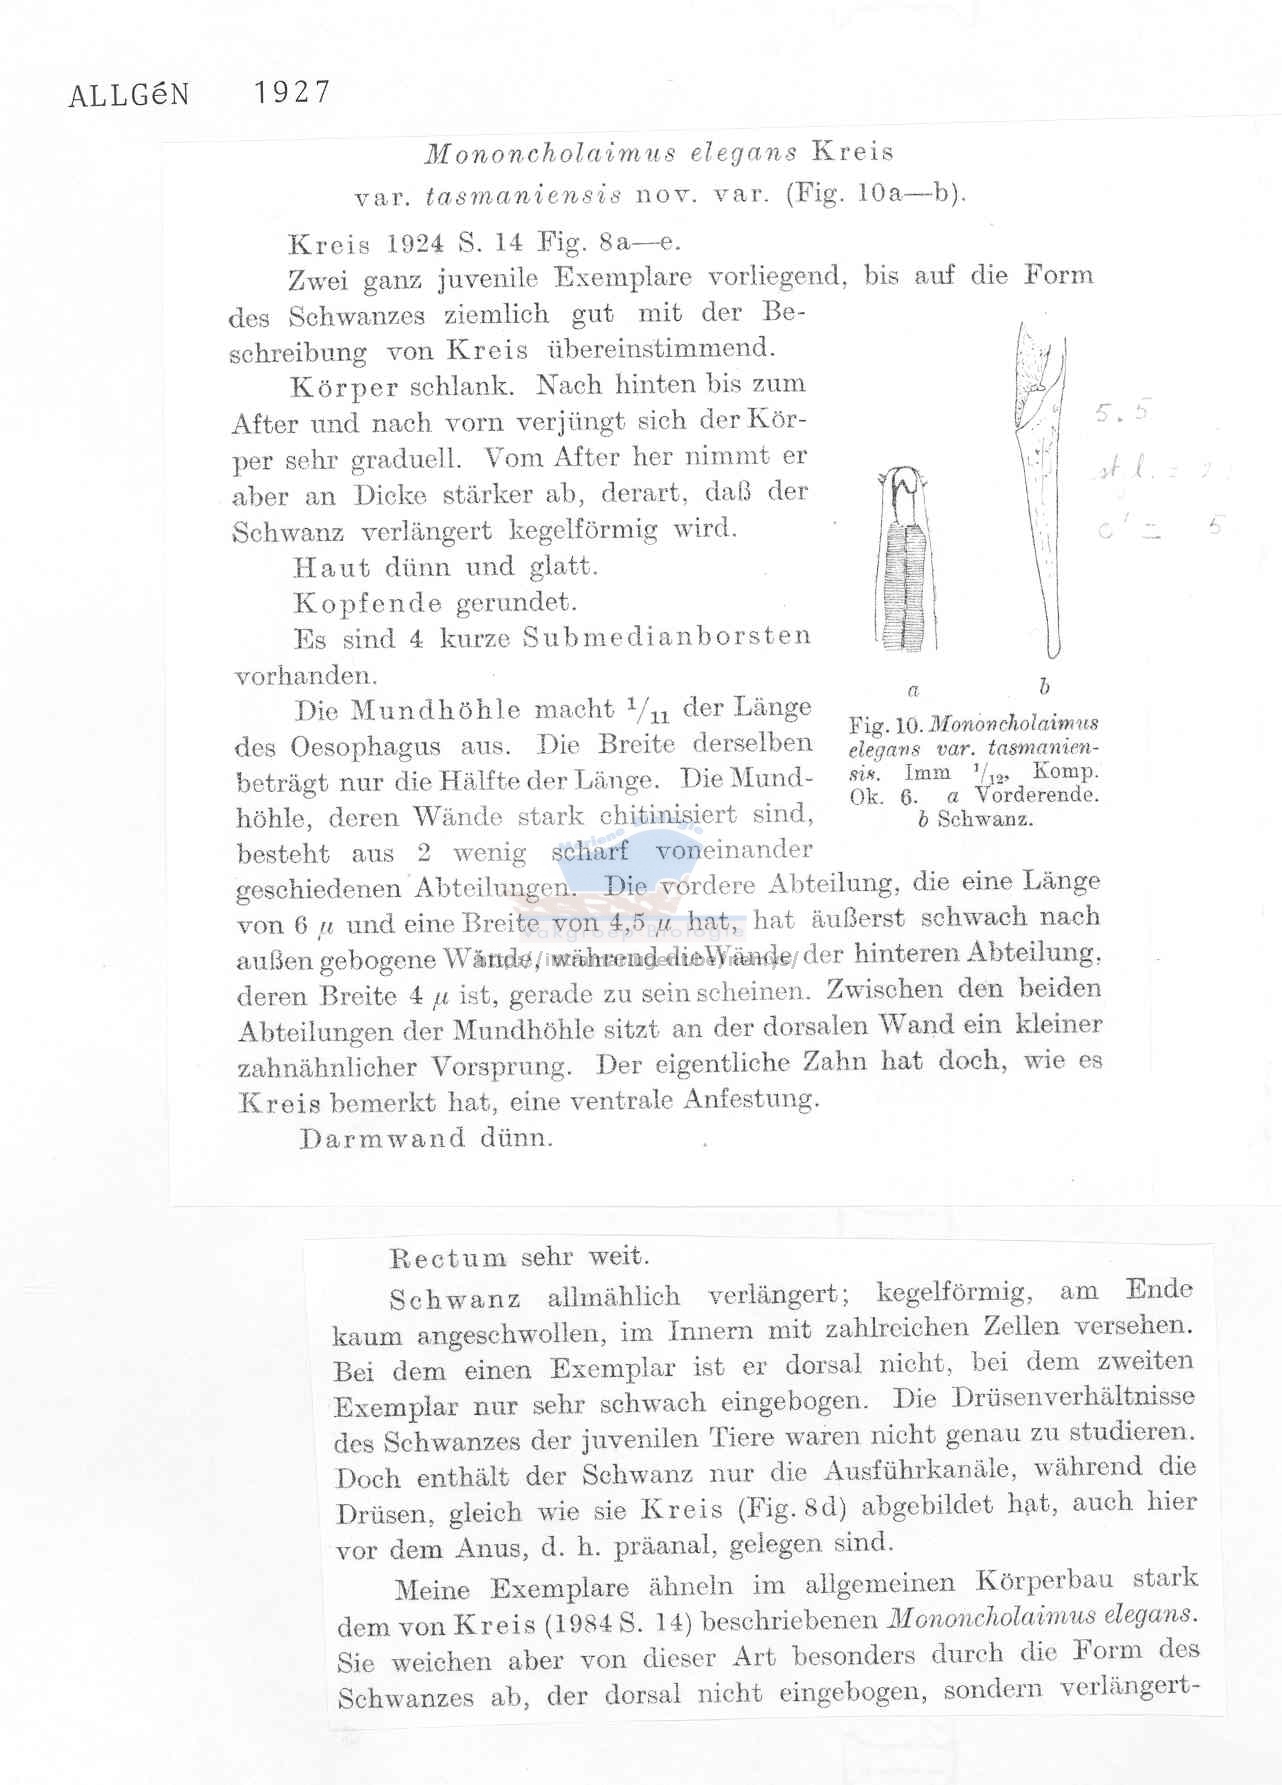 ALLGéN 1927
Mononcholaimus elegans Kreis
var. tasmaniensis nov. var. (Fig. 10a—b).
Kreis 1924 S. 14 Fig. 8a—e.
Zwei ganz juvenile Exemplare vorliegend, bis auf die Form
des Schwanzes ziemlich gut mit der Be-
schreibung von Kreis übereinstimmend.
Körper schlank. Nach hinten bis zum
After und nach vorn verjüngt sich der Kör-
per sehr graduell. Vom After her nimmt er
aber an Dicke stärker ab, derart, daß der
Schwanz verlängert kegelförmig wird.
Haut dünn und glatt.
Kopfende gerundet.
Es sind 4 kurze Submedianborsten
vorhanden.
Die Mundhöhle macht 1/11 der Länge
des Oesophagus aus. Die Breite derselben
beträgt nur die Hälfte der Länge. Die Mund-
höhle, deren Wände stark chitinisiert sind,
besteht aus 2 wenig scharf voneinander
geschiedenen Abteilungen. Die vordere Abteilung, die eine Länge
von 6 μ und eine Breite von 4,5 μ hat, hat äußerst schwach nach
außen gebogene Wände, während die Wände der hinteren Abteilung,
deren Breite 4 μ ist, gerade zu sein scheinen. Zwischen den beiden
Abteilungen der Mundhöhle sitzt an der dorsalen Wand ein kleiner
zahnähnlicher Vorsprung. Der eigentliche Zahn hat doch, wie es
Kreis bemerkt hat, eine ventrale Anfestung.
Darmwand dünn.
5.5
st l. = 2
c' = 5
a b
Fig. 10. Mononcholaimus
elegans var. tasmanien-
sis. Imm 1/12, Komp.
Ok. 6. a Vorderende.
b Schwanz.
Mariene Biologie
Vakgroep Biologie
Rectum sehr weit.
Schwanz allmählich verlängert; kegelförmig, am Ende
kaum angeschwollen, im Innern mit zahlreichen Zellen versehen.
Bei dem einen Exemplar ist er dorsal nicht, bei dem zweiten
Exemplar nur sehr schwach eingebogen. Die Drüsenverhältnisse
des Schwanzes der juvenilen Tiere waren nicht genau zu studieren.
Doch enthält der Schwanz nur die Ausführkanäle, während die
Drüsen, gleich wie sie Kreis (Fig. 8d) abgebildet hat, auch hier
vor dem Anus, d. h. präanal, gelegen sind.
Meine Exemplare ähneln im allgemeinen Körperbau stark
dem von Kreis (1984 S. 14) beschriebenen Mononcholaimus elegans.
Sie weichen aber von dieser Art besonders durch die Form des
Schwanzes ab, der dorsal nicht eingebogen, sondern verlängert-